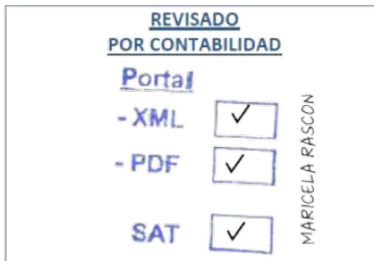 REVISADO
POR CONTABILIDAD
Portal
- XML ✓
- PDF ✓
SAT ✓
MARICELA RASCON